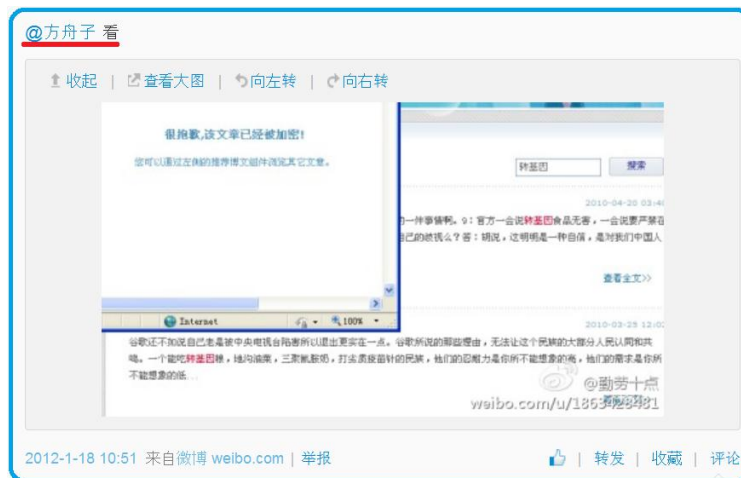 @方舟子 看
收起 | 查看大图 | 向左转 | 向右转
很抱歉,该文章已经被加密!
您可以通过左侧的推荐博文组件浏览其它文章。
转基因 搜索
2010-04-20 03:4
的一件事情啊。9：官方一会说转基因食品无害，一会说要严禁在
自己的歧视么？答：胡说，这明明是一种自信，是对我们中国人
查看全文>>
Internet 100%
2010-03-25 12:0
谷歌还不如说自己老是被中央电视台陷害所以退出更实在一点。谷歌所说的那些理由，无法让这个民族的大部分人民认同和共
鸣。一个能吃转基因粮，地沟油菜，三聚氰胺奶，打劣质疫苗针的民族，他们的忍耐力是你所不能想象的高，他们的需求是你所
不能想象的低...
@勤劳十点
weibo.com/u/1863428481
2012-1-18 10:51 来自微博 weibo.com | 举报
| 转发 | 收藏 | 评论